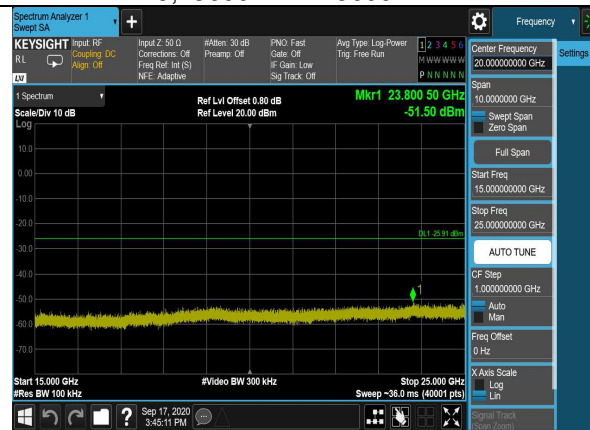 Spectrum Analyzer 1
Swept SA
Frequency
KEYSIGHT
RL
Input: RF
Coupling: DC
Align: Off
Input Z: 50 Ω
Corrections: Off
Freq Ref: Int (S)
NFE: Adaptive
#Atten: 30 dB
Preamp: Off
PNO: Fast
Gate: Off
IF Gain: Low
Sig Track: Off
Avg Type: Log-Power
Trig: Free Run
1 2 3 4 5 6
M W W W W W
P N N N N N
LXI
Center Frequency
20.000000000 GHz
Settings
Span
10.0000000 GHz
Swept Span
Zero Span
Full Span
Start Freq
15.000000000 GHz
Stop Freq
25.000000000 GHz
AUTO TUNE
CF Step
1.000000000 GHz
Auto
Man
Freq Offset
0 Hz
X Axis Scale
Log
Lin
Signal Track
(Span Zoom)
1 Spectrum
Scale/Div 10 dB
Ref Lvl Offset 0.80 dB
Ref Level 20.00 dBm
Mkr1 23.800 50 GHz
-51.50 dBm
Log
10.0
0.00
-10.0
-20.0
DL1 -25.91 dBm
-30.0
-40.0
1
-50.0
-60.0
-70.0
Start 15.000 GHz
#Res BW 100 kHz
#Video BW 300 kHz
Stop 25.000 GHz
Sweep ~36.0 ms (40001 pts)
?
Sep 17, 2020
3:45:11 PM